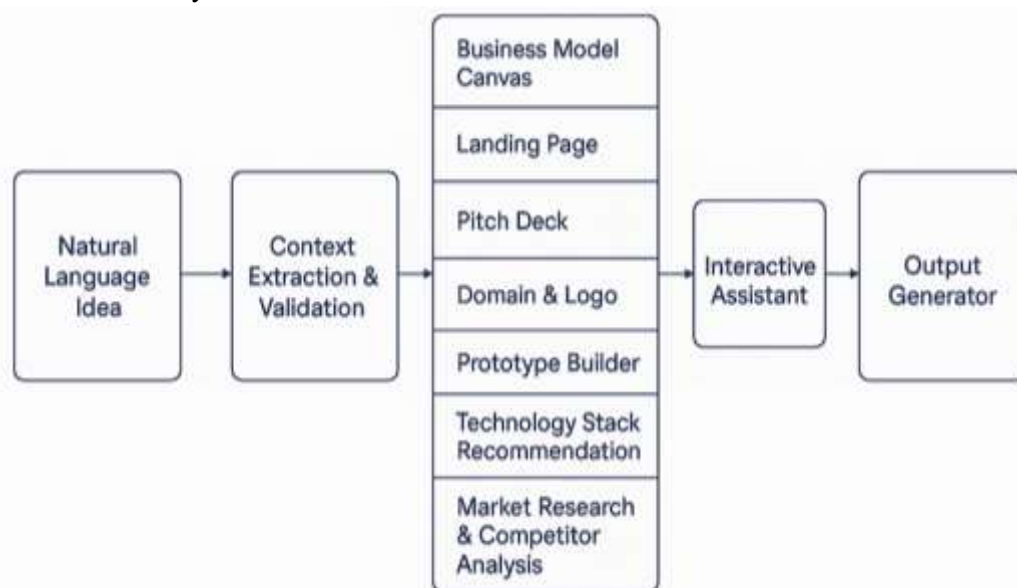 Natural
Language
Idea
Context
Extraction &
Validation
Business Model
Canvas
Landing Page
Pitch Deck
Domain & Logo
Prototype Builder
Technology Stack
Recommendation
Market Research
& Competitor
Analysis
Interactive
Assistant
Output
Generator